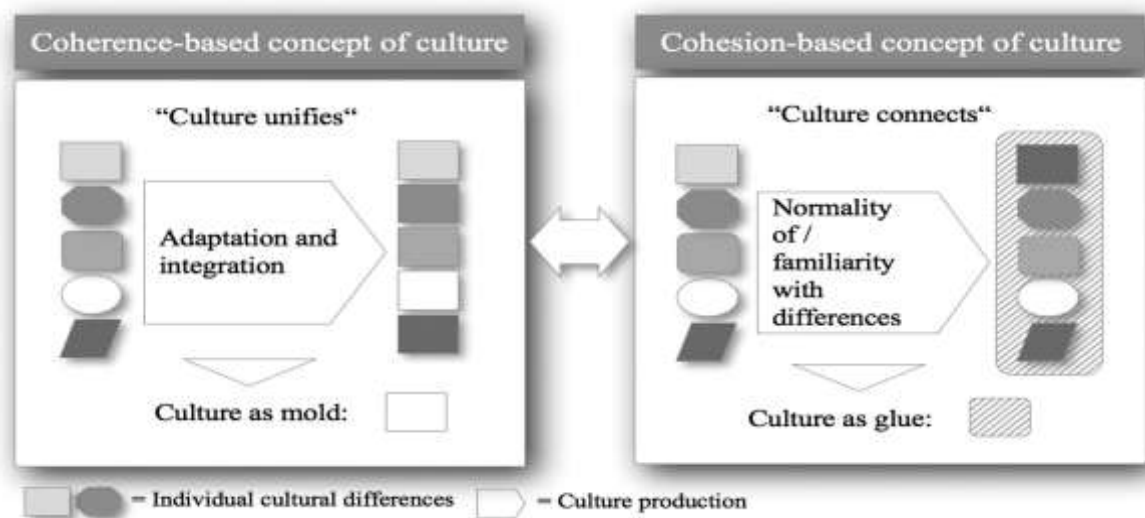 Coherence-based concept of culture
“Culture unifies“
Adaptation and
integration
Culture as mold:
Cohesion-based concept of culture
“Culture connects“
Normality
of /
familiarity
with
differences
Culture as glue:
= Individual cultural differences
= Culture production